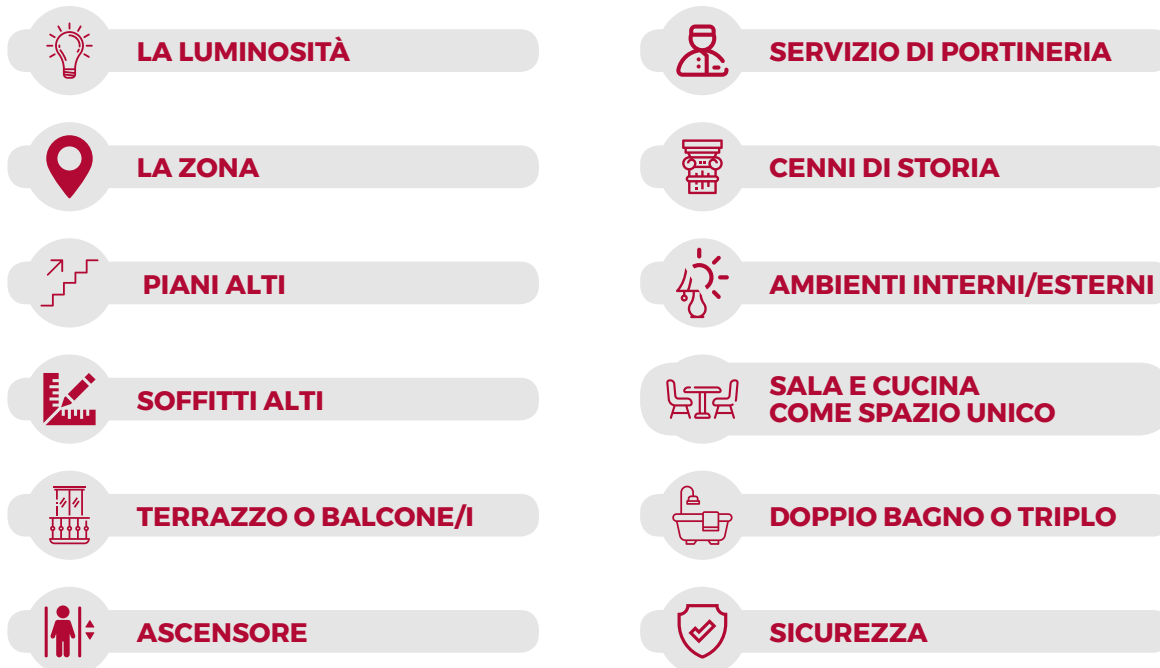 LA LUMINOSITÀ
LA ZONA
PIANI ALTI
SOFFITTI ALTI
TERRAZZO O BALCONE/I
ASCENSORE
SERVIZIO DI PORTINERIA
CENNI DI STORIA
AMBIENTI INTERNI/ESTERNI
SALA E CUCINA
COME SPAZIO UNICO
DOPPIO BAGNO O TRIPLO
SICUREZZA